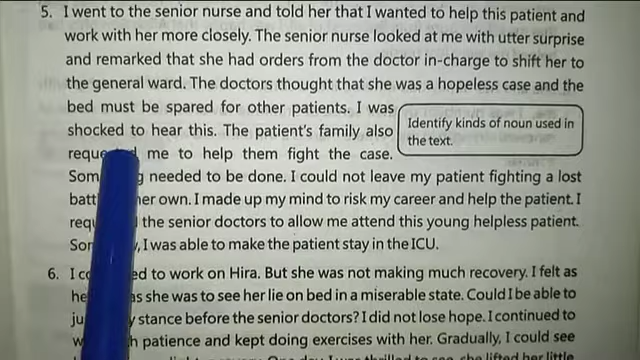 5. I went to the senior nurse and told her that I wanted to help this patient and
work with her more closely. The senior nurse looked at me with utter surprise
and remarked that she had orders from the doctor in-charge to shift her to
the general ward. The doctors thought that she was a hopeless case and the
bed must be spared for other patients. I was
shocked to hear this. The patient's family also
me to help them fight the case.
needed to be done. I could not leave my patient fighting a lost
own. I made up my mind to risk my career and help the patient. I
the senior doctors to allow me attend this young helpless patient.
I was able to make the patient stay in the ICU.
Identify kinds of noun used in
the text.
6. I to work on Hira. But she was not making much recovery. I felt as
she was to see her lie on bed in a miserable state. Could I be able to
stance before the senior doctors? I did not lose hope. I continued to
patience and kept doing exercises with her. Gradually, I could see